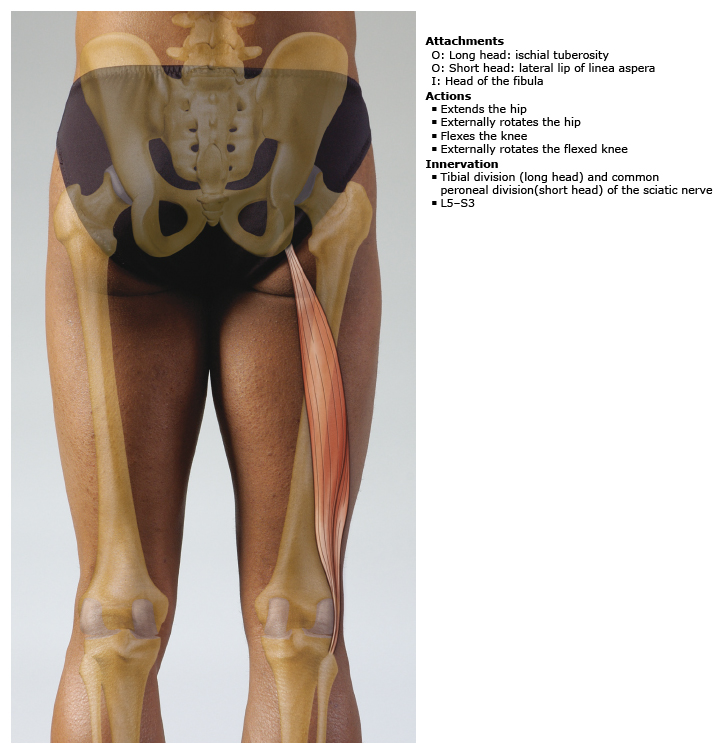 Attachments
O: Long head: ischial tuberosity
O: Short head: lateral lip of linea aspera
I: Head of the fibula
Actions
▪ Extends the hip
▪ Externally rotates the hip
▪ Flexes the knee
▪ Externally rotates the flexed knee
Innervation
▪ Tibial division (long head) and common
peroneal division(short head) of the sciatic nerve
▪ L5–S3